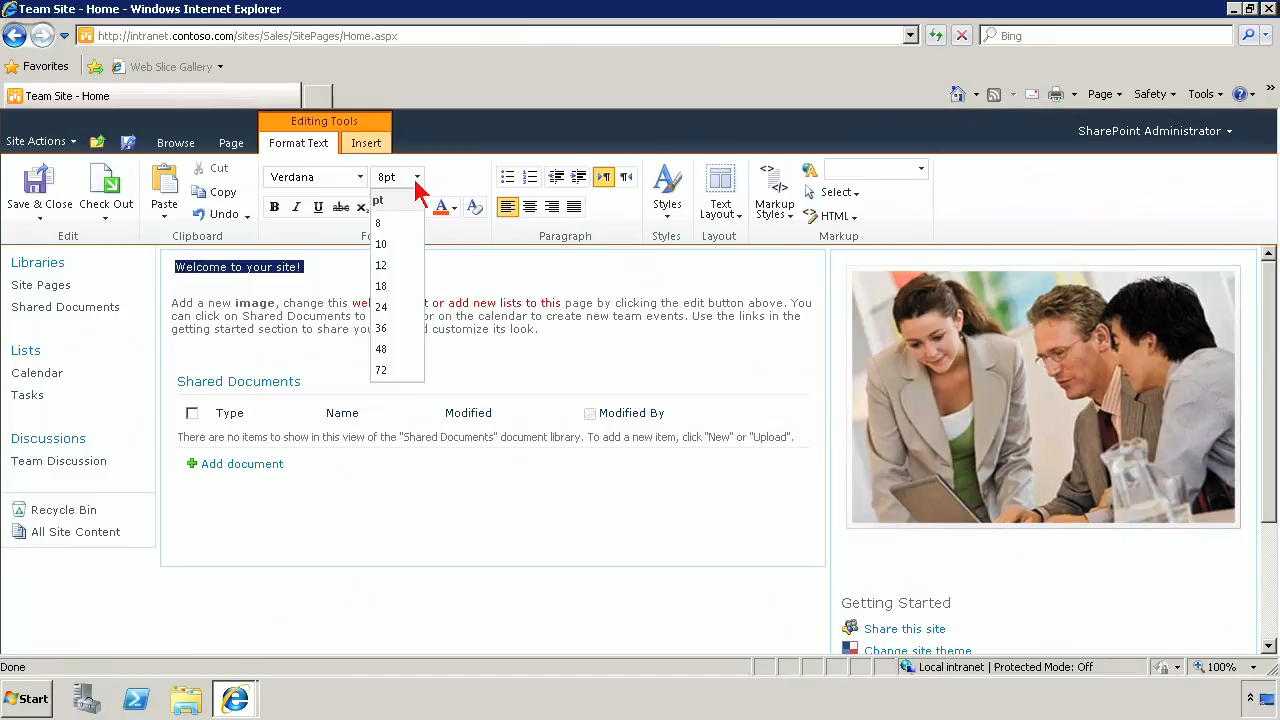 Team Site - Home - Windows Internet Explorer
http://intranet.contoso.com/sites/Sales/SitePages/Home.aspx
Bing
Favorites
Web Slice Gallery
Team Site - Home
Page
Safety
Tools
Editing Tools
Site Actions
Browse
Page
Format Text
Insert
SharePoint Administrator
Save & Close
Check Out
Edit
Paste
Cut
Copy
Undo
Clipboard
Verdana
8pt
B I U abc
A
Fo
Paragraph
Styles
Styles
Text Layout
Layout
Markup Styles
Select
HTML
Markup
pt
8
10
12
18
24
36
48
72
Libraries
Site Pages
Shared Documents
Lists
Calendar
Tasks
Discussions
Team Discussion
Recycle Bin
All Site Content
Welcome to your site!
Add a new image, change this we or add new lists to this page by clicking the edit button above. You
can click on Shared Documents to or on the calendar to create new team events. Use the links in the
getting started section to share you d customize its look.
Shared Documents
Type Name Modified Modified By
There are no items to show in this view of the "Shared Documents" document library. To add a new item, click "New" or "Upload".
Add document
Getting Started
Share this site
Change site theme
Done
Local intranet | Protected Mode: Off
100%
Start